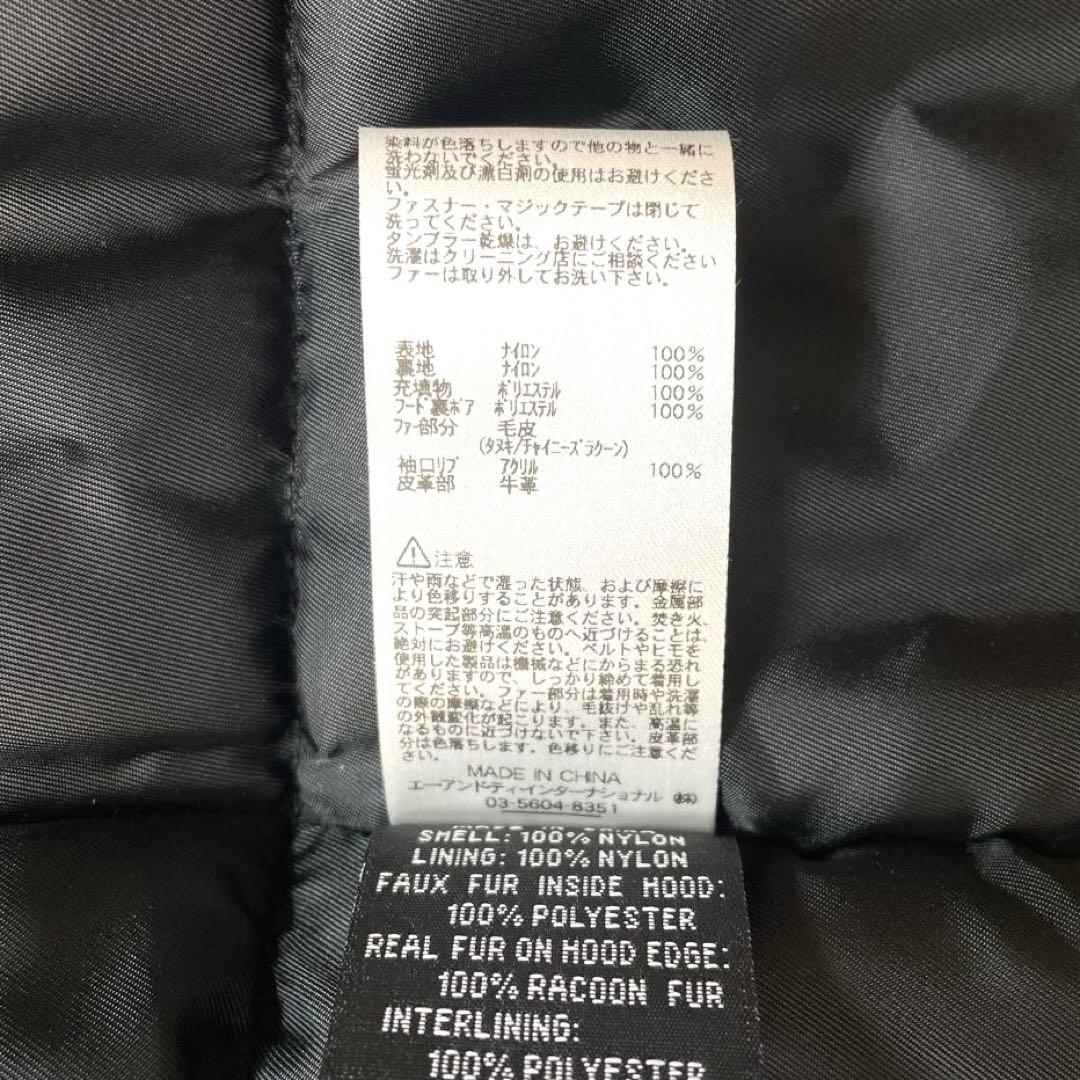 染料が色落ちしますので他の物と一緒に
洗わないでください。
蛍光剤及び漂白剤の使用はお避けくださ
い。
ファスナー・マジックテープは閉じて
洗ってください。
タンブラー乾燥は、お避けください。
洗濯はクリーニング店にご相談ください
ファーは取り外してお洗い下さい。
表地 ナイロン 100%
裏地 ナイロン 100%
充填物 ポリエステル 100%
フード裏ボア ポリエステル 100%
ファー部分 毛皮
(タヌキ/チャイニーズラクーン)
袖口リブ アクリル 100%
皮革部 牛革
注意
汗や雨などで湿った状態、および摩擦に
より色移りすることがあります。金属部
品の突起部分にご注意ください。焚き火、
ストーブ等高温のものへ近づけることは、
絶対にお避けください。ベルトやヒモを
使用した製品は機械などにからまる恐れ
がありますので、しっかり締めて着用し
てください。ファー部分は着用時や洗濯
の際の摩擦などにより、毛抜けや乱れ等
の外観変化が起こります。また、高温に
なるものに近づけないで下さい。皮革部
分は色落ちします。色移りにご注意くだ
さい。
MADE IN CHINA
エー・アンドティ・インターナショナル ㈱
03-5604-8351
SHELL: 100% NYLON
LINING: 100% NYLON
FAUX FUR INSIDE HOOD:
100% POLYESTER
REAL FUR ON HOOD EDGE:
100% RACOON FUR
INTERLINING:
100% POLYESTER